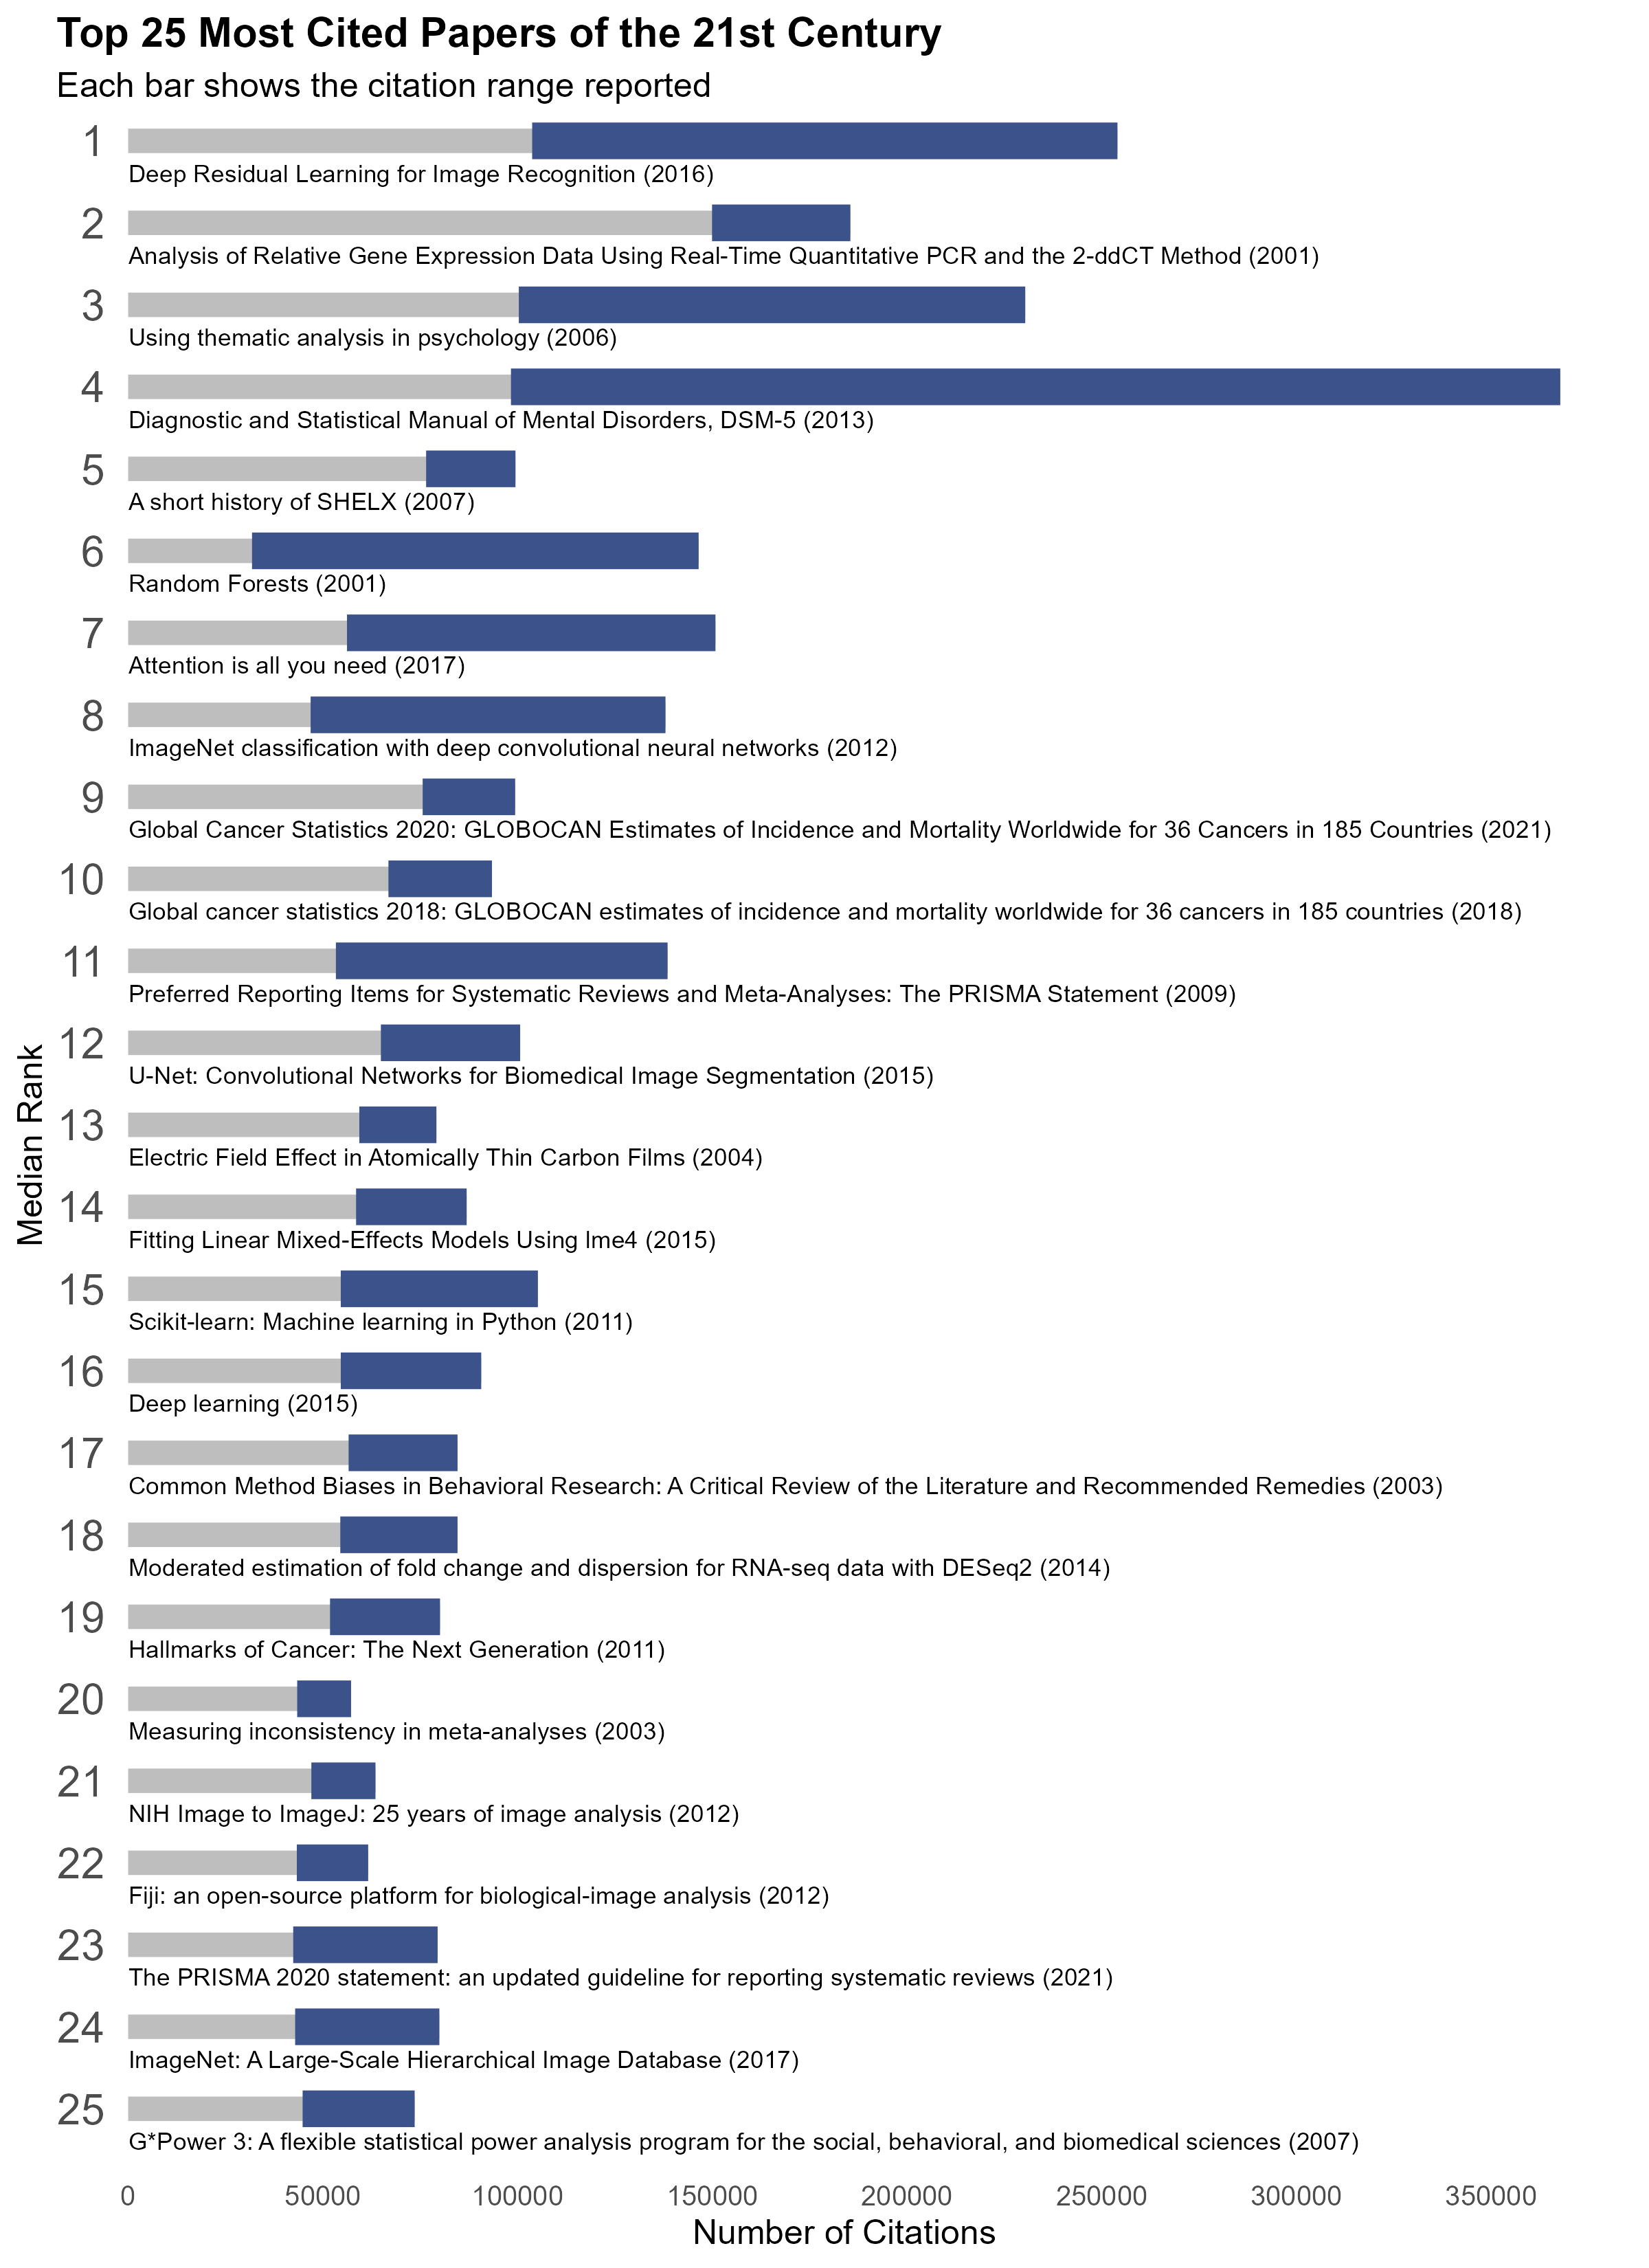 Top 25 Most Cited Papers of the 21st Century
Each bar shows the citation range reported
1
Deep Residual Learning for Image Recognition (2016)
2
Analysis of Relative Gene Expression Data Using Real-Time Quantitative PCR and the 2-ddCT Method (2001)
3
Using thematic analysis in psychology (2006)
4
Diagnostic and Statistical Manual of Mental Disorders, DSM-5 (2013)
5
A short history of SHELX (2007)
6
Random Forests (2001)
7
Attention is all you need (2017)
8
ImageNet classification with deep convolutional neural networks (2012)
9
Global Cancer Statistics 2020: GLOBOCAN Estimates of Incidence and Mortality Worldwide for 36 Cancers in 185 Countries (2021)
10
Global cancer statistics 2018: GLOBOCAN estimates of incidence and mortality worldwide for 36 cancers in 185 countries (2018)
11
Preferred Reporting Items for Systematic Reviews and Meta-Analyses: The PRISMA Statement (2009)
12
U-Net: Convolutional Networks for Biomedical Image Segmentation (2015)
13
Electric Field Effect in Atomically Thin Carbon Films (2004)
14
Fitting Linear Mixed-Effects Models Using lme4 (2015)
15
Scikit-learn: Machine learning in Python (2011)
16
Deep learning (2015)
17
Common Method Biases in Behavioral Research: A Critical Review of the Literature and Recommended Remedies (2003)
18
Moderated estimation of fold change and dispersion for RNA-seq data with DESeq2 (2014)
19
Hallmarks of Cancer: The Next Generation (2011)
20
Measuring inconsistency in meta-analyses (2003)
21
NIH Image to ImageJ: 25 years of image analysis (2012)
22
Fiji: an open-source platform for biological-image analysis (2012)
23
The PRISMA 2020 statement: an updated guideline for reporting systematic reviews (2021)
24
ImageNet: A Large-Scale Hierarchical Image Database (2017)
25
G*Power 3: A flexible statistical power analysis program for the social, behavioral, and biomedical sciences (2007)
Median Rank
0 50000 100000 150000 200000 250000 300000 350000
Number of Citations